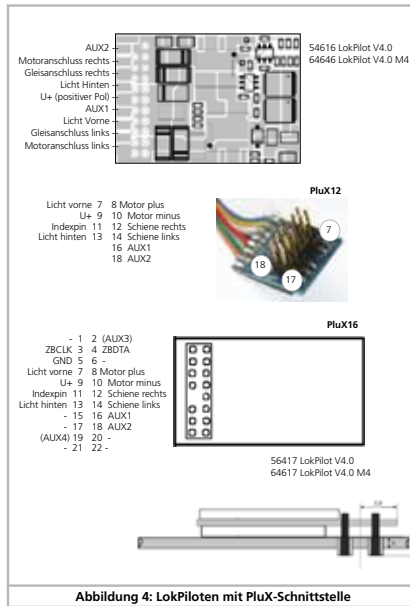 AUX2
Motoranschluss rechts
Gleisanschluss rechts
Licht Hinten
U+ (positiver Pol)
AUX1
Licht Vorne
Gleisanschluss links
Motoranschluss links
54616 LokPilot V4.0
64646 LokPilot V4.0 M4
PluX12
Licht vorne 7 8 Motor plus
U+ 9 10 Motor minus
Indexpin 11 12 Schiene rechts
Licht hinten 13 14 Schiene links
16 AUX1
18 AUX2
7
18
17
PluX16
- 1 2 (AUX3)
ZBCLK 3 4 ZBDTA
GND 5 6 -
Licht vorne 7 8 Motor plus
U+ 9 10 Motor minus
Indexpin 11 12 Schiene rechts
Licht hinten 13 14 Schiene links
- 15 16 AUX1
- 17 18 AUX2
(AUX4) 19 20 -
- 21 22 -
56417 LokPilot V4.0
64617 LokPilot V4.0 M4
Abbildung 4: LokPiloten mit PluX-Schnittstelle